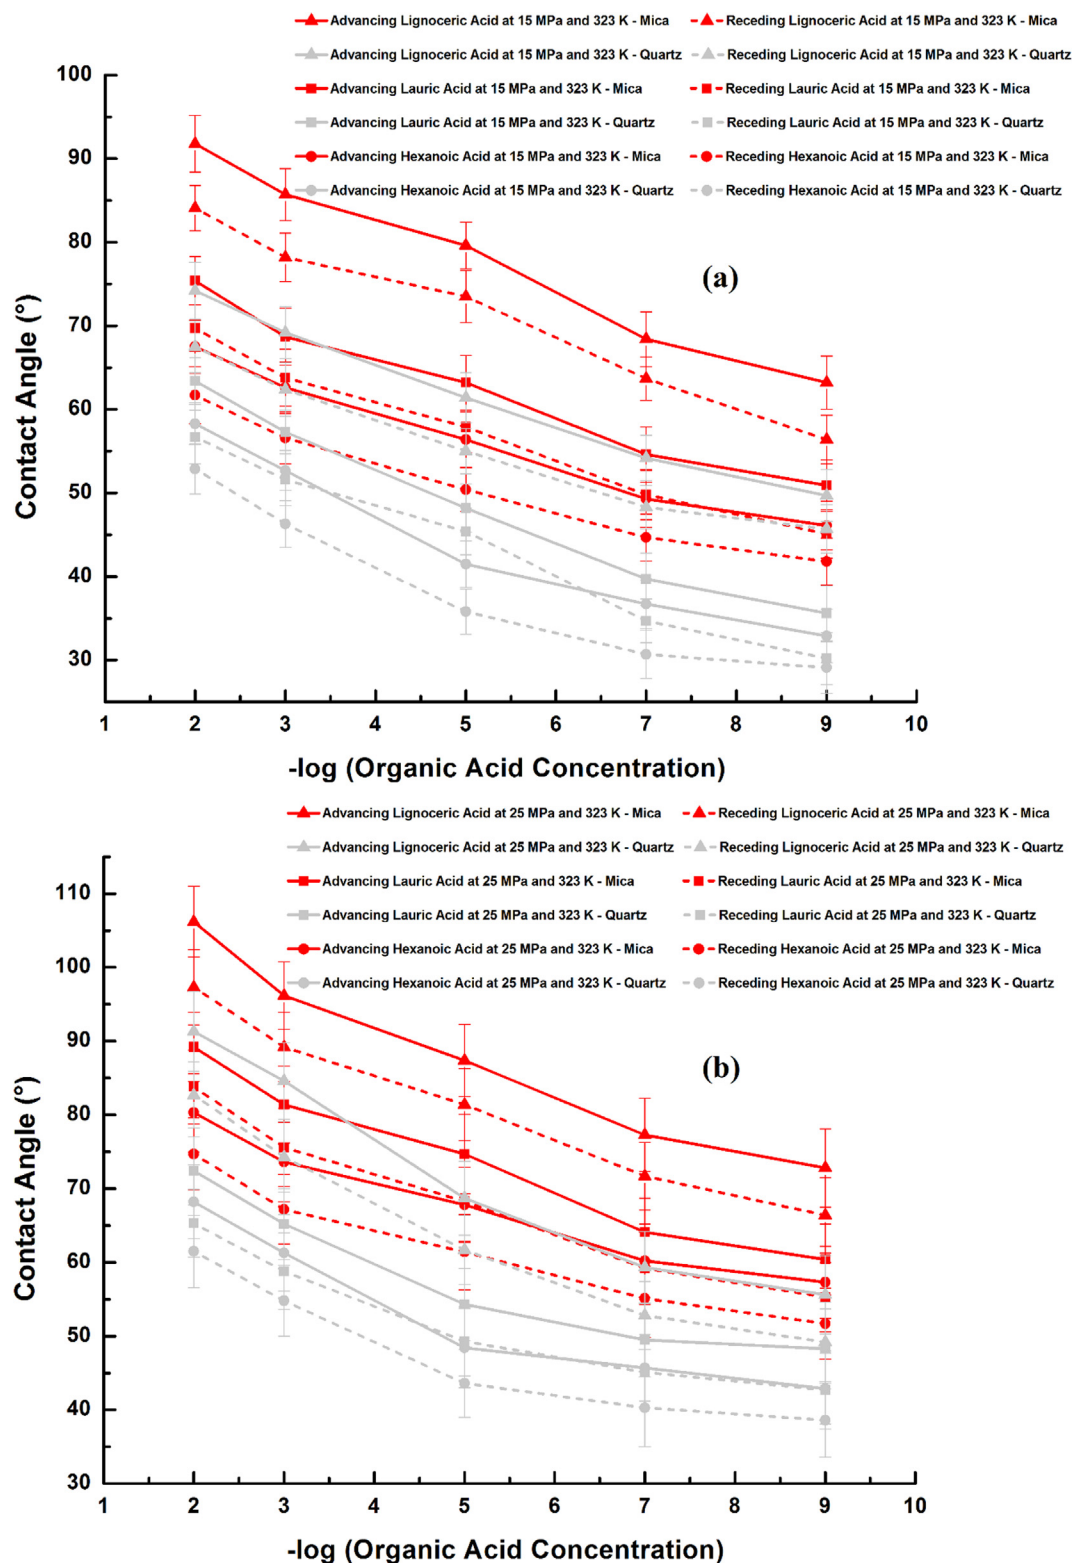 Advancing Lignoceric Acid at 15 MPa and 323 K - Mica
Receding Lignoceric Acid at 15 MPa and 323 K - Mica
Advancing Lignoceric Acid at 15 MPa and 323 K - Quartz
Receding Lignoceric Acid at 15 MPa and 323 K - Quartz
Advancing Lauric Acid at 15 MPa and 323 K - Mica
Receding Lauric Acid at 15 MPa and 323 K - Mica
Advancing Lauric Acid at 15 MPa and 323 K - Quartz
Receding Lauric Acid at 15 MPa and 323 K - Quartz
Advancing Hexanoic Acid at 15 MPa and 323 K - Mica
Receding Hexanoic Acid at 15 MPa and 323 K - Mica
Advancing Hexanoic Acid at 15 MPa and 323 K - Quartz
Receding Hexanoic Acid at 15 MPa and 323 K - Quartz
100
90
80
70
60
50
40
30
Contact Angle (°)
(a)
1 2 3 4 5 6 7 8 9 10
-log (Organic Acid Concentration)
Advancing Lignoceric Acid at 25 MPa and 323 K - Mica
Receding Lignoceric Acid at 25 MPa and 323 K - Mica
Advancing Lignoceric Acid at 25 MPa and 323 K - Quartz
Receding Lignoceric Acid at 25 MPa and 323 K - Quartz
Advancing Lauric Acid at 25 MPa and 323 K - Mica
Receding Lauric Acid at 25 MPa and 323 K - Mica
Advancing Lauric Acid at 25 MPa and 323 K - Quartz
Receding Lauric Acid at 25 MPa and 323 K - Quartz
Advancing Hexanoic Acid at 25 MPa and 323 K - Mica
Receding Hexanoic Acid at 25 MPa and 323 K - Mica
Advancing Hexanoic Acid at 25 MPa and 323 K - Quartz
Receding Hexanoic Acid at 25 MPa and 323 K - Quartz
110
100
90
80
70
60
50
40
30
Contact Angle (°)
(b)
1 2 3 4 5 6 7 8 9 10
-log (Organic Acid Concentration)